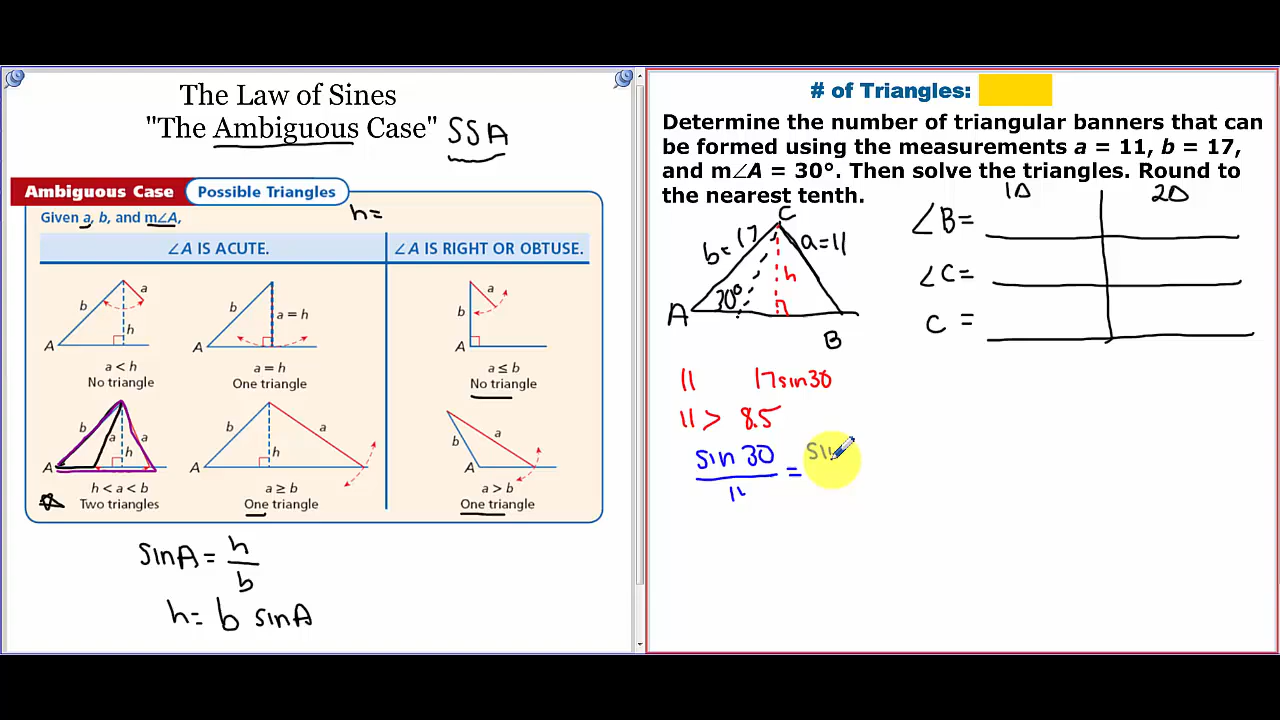 The Law of Sines
"The Ambiguous Case" SSA
Ambiguous Case Possible Triangles
Given a, b, and m∠A, h=
∠A IS ACUTE. ∠A IS RIGHT OR OBTUSE.
b a h A
a < h
No triangle
b a = h A
a = h
One triangle
b a A
a ≤ b
No triangle
b a h a A
h < a < b
Two triangles
b a h A
a ≥ b
One triangle
b a A
a > b
One triangle
sinA = h/b
h = b sinA
# of Triangles:
Determine the number of triangular banners that can
be formed using the measurements a = 11, b = 17,
and m∠A = 30°. Then solve the triangles. Round to
the nearest tenth.
1Δ 2Δ
∠B=
∠C=
c =
C
b=17 a=11
30° h
A B
11 17sin30
11 > 8.5
sin 30 =
11